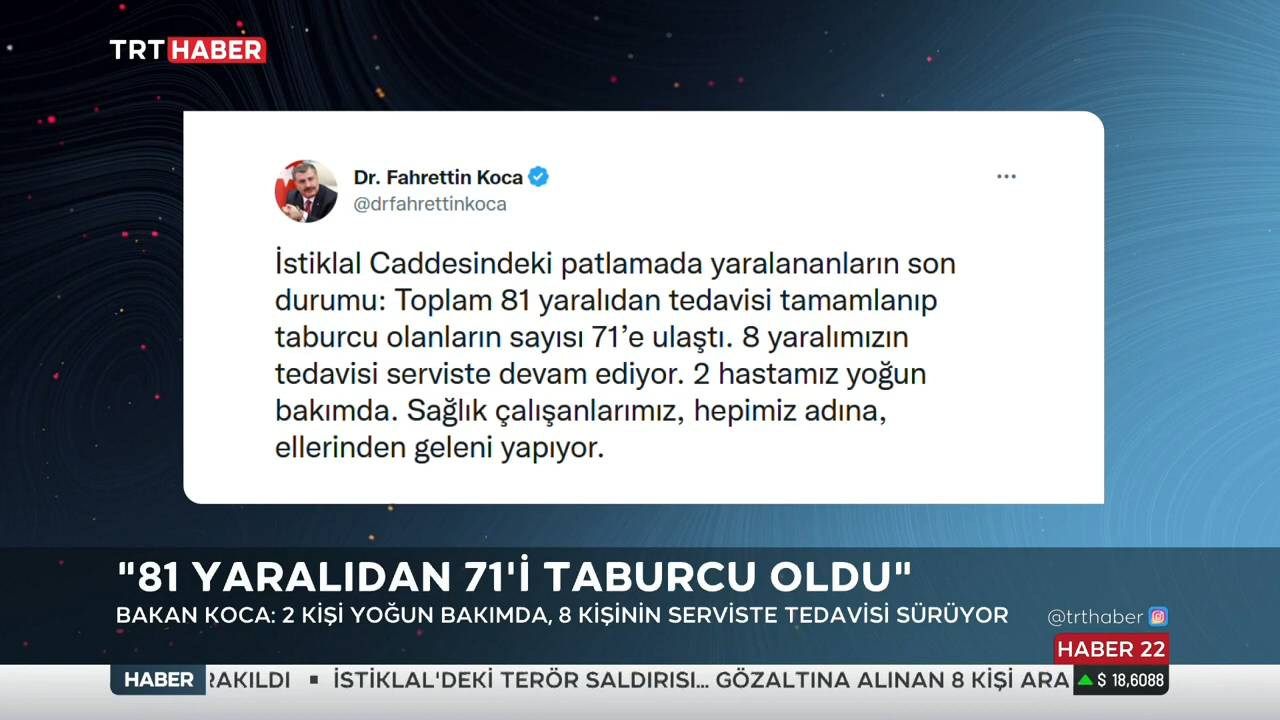 TRT HABER
Dr. Fahrettin Koca
@drfahrettinkoca
İstiklal Caddesindeki patlamada yaralananların son
durumu: Toplam 81 yaralıdan tedavisi tamamlanıp
taburcu olanların sayısı 71’e ulaştı. 8 yaralımızın
tedavisi serviste devam ediyor. 2 hastamız yoğun
bakımda. Sağlık çalışanlarımız, hepimiz adına,
ellerinden geleni yapıyor.
"81 YARALIDAN 71'İ TABURCU OLDU"
BAKAN KOCA: 2 KİŞİ YOĞUN BAKIMDA, 8 KİŞİNİN SERVİSTE TEDAVİSİ SÜRÜYOR
@trthaber
HABER 22
HABER RAKILDI ▪ İSTİKLAL'DEKİ TERÖR SALDIRISI... GÖZALTINA ALINAN 8 KİŞİ ARA $ 18,6088